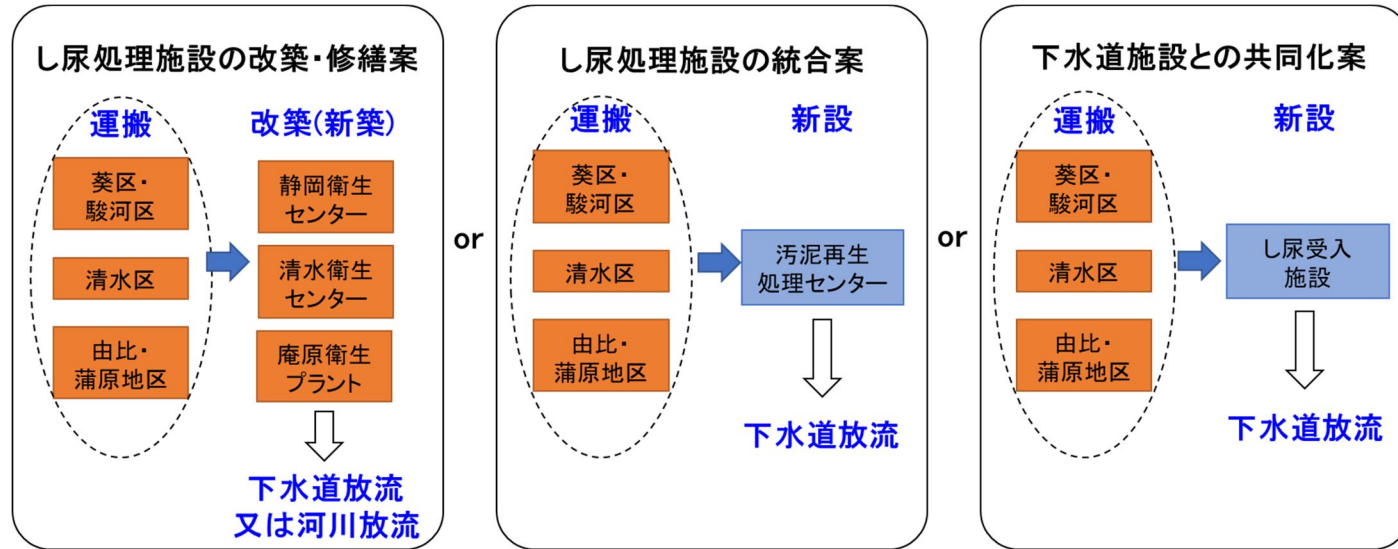 し尿処理施設の改築・修繕案
運搬
改築(新築)
葵区・
駿河区
清水区
由比・
蒲原地区
静岡衛生
センター
清水衛生
センター
庵原衛生
プラント
下水道放流
又は河川放流
or
し尿処理施設の統合案
運搬
新設
葵区・
駿河区
清水区
由比・
蒲原地区
汚泥再生
処理センター
下水道放流
or
下水道施設との共同化案
運搬
新設
葵区・
駿河区
清水区
由比・
蒲原地区
し尿受入
施設
下水道放流